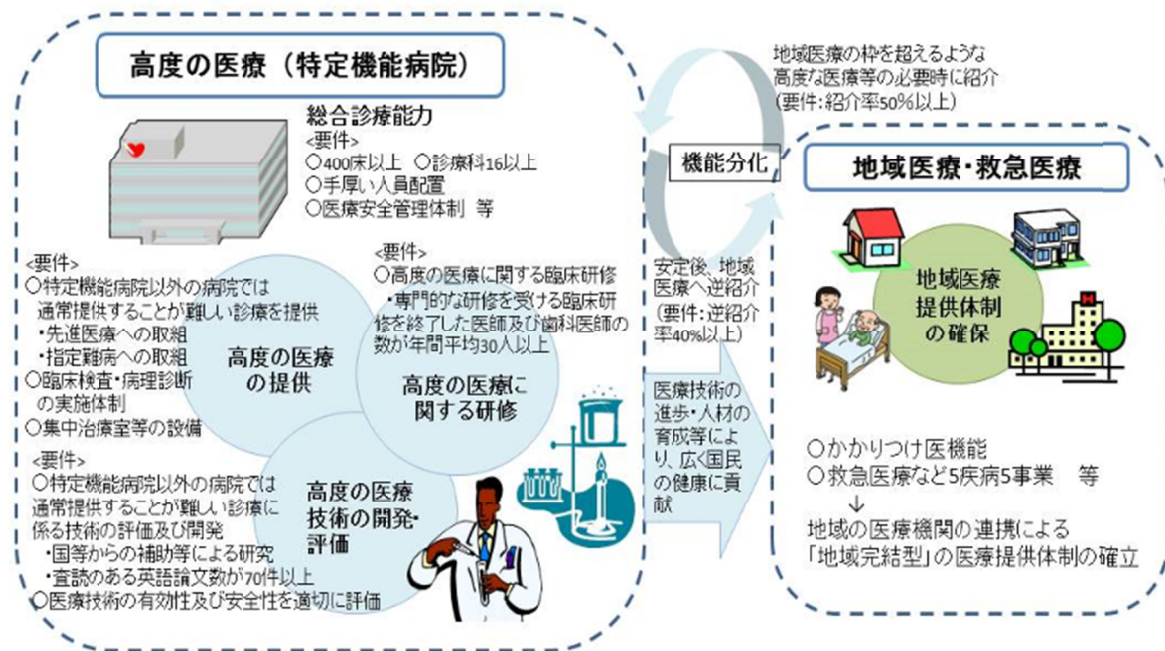 高度の医療（特定機能病院）
総合診療能力
<要件>
○400床以上 ○診療科16以上
○手厚い人員配置
○医療安全管理体制 等
<要件>
○特定機能病院以外の病院では
通常提供することが難しい診療を提供
・先進医療への取組
・指定難病への取組
○臨床検査・病理診断
の実施体制
○集中治療室等の設備
高度の医療
の提供
<要件>
○高度の医療に関する臨床研修
・専門的な研修を受ける臨床研
修を終了した医師及び歯科医師の
数が年間平均30人以上
高度の医療に
関する研修
<要件>
○特定機能病院以外の病院では
通常提供することが難しい診療に
係る技術の評価及び開発
・国等からの補助等による研究
・査読のある英語論文数が70件以上
○医療技術の有効性及び安全性を適切に評価
高度の医療
技術の開発・
評価
地域医療の枠を超えるような
高度な医療等の必要時に紹介
（要件：紹介率50％以上）
機能分化
安定後、地域
医療へ逆紹介
（要件：逆紹介
率40％以上）
医療技術の
進歩・人材の
育成等によ
り、広く国民
の健康に貢
献
地域医療・救急医療
地域医療
提供体制
の確保
○かかりつけ医機能
○救急医療など5疾病5事業 等
↓
地域の医療機関の連携による
「地域完結型」の医療提供体制の確立